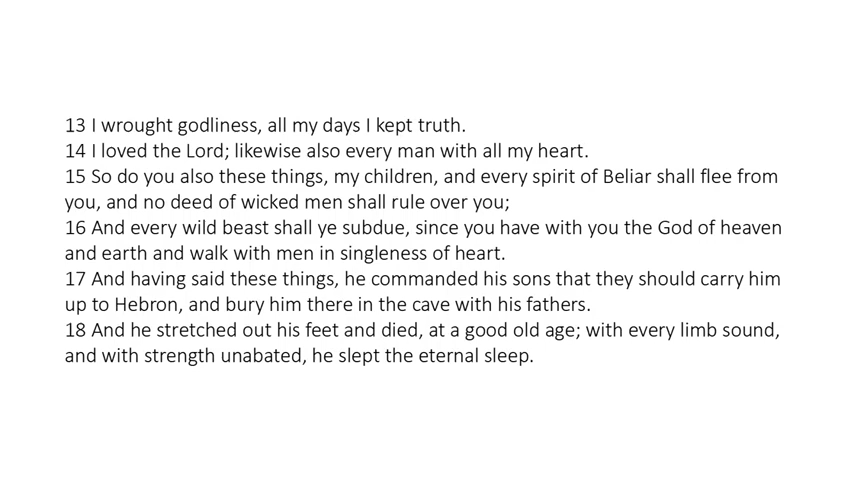 13 I wrought godliness, all my days I kept truth.
14 I loved the Lord; likewise also every man with all my heart.
15 So do you also these things, my children, and every spirit of Beliar shall flee from
you, and no deed of wicked men shall rule over you;
16 And every wild beast shall ye subdue, since you have with you the God of heaven
and earth and walk with men in singleness of heart.
17 And having said these things, he commanded his sons that they should carry him
up to Hebron, and bury him there in the cave with his fathers.
18 And he stretched out his feet and died, at a good old age; with every limb sound,
and with strength unabated, he slept the eternal sleep.